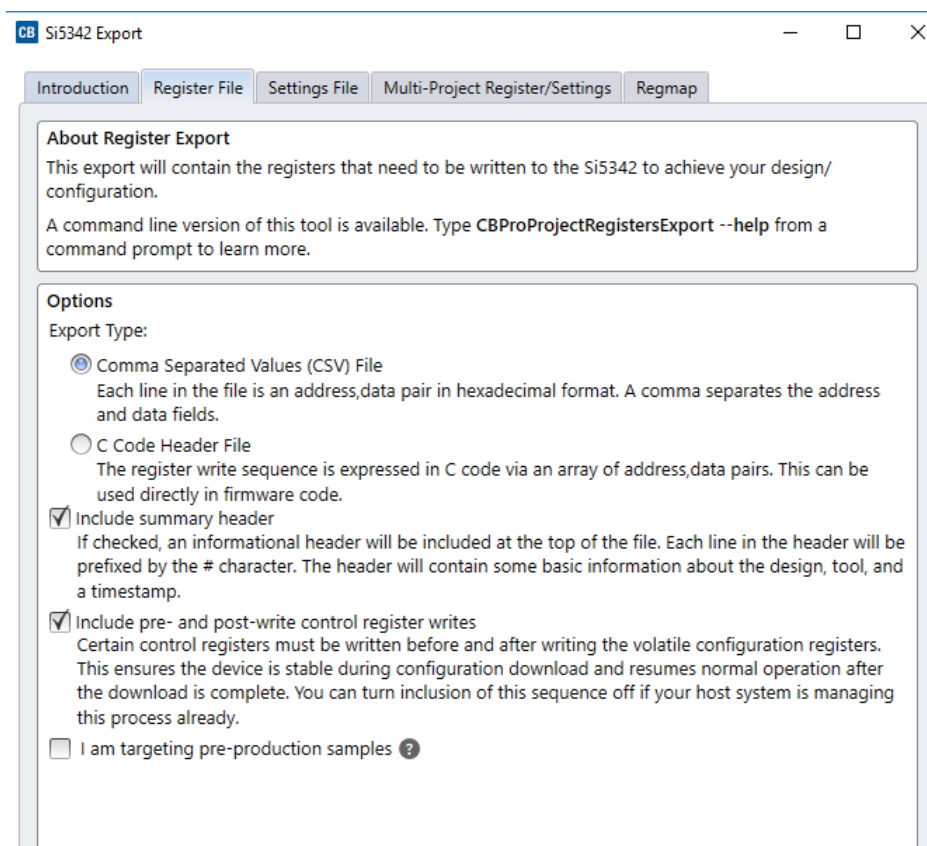 CB Si5342 Export
Introduction Register File Settings File Multi-Project Register/Settings Regmap
About Register Export
This export will contain the registers that need to be written to the Si5342 to achieve your design/
configuration.
A command line version of this tool is available. Type CBProProjectRegistersExport --help from a
command prompt to learn more.
Options
Export Type:
Comma Separated Values (CSV) File
Each line in the file is an address,data pair in hexadecimal format. A comma separates the address
and data fields.
C Code Header File
The register write sequence is expressed in C code via an array of address,data pairs. This can be
used directly in firmware code.
Include summary header
If checked, an informational header will be included at the top of the file. Each line in the header will be
prefixed by the # character. The header will contain some basic information about the design, tool, and
a timestamp.
Include pre- and post-write control register writes
Certain control registers must be written before and after writing the volatile configuration registers.
This ensures the device is stable during configuration download and resumes normal operation after
the download is complete. You can turn inclusion of this sequence off if your host system is managing
this process already.
I am targeting pre-production samples ?